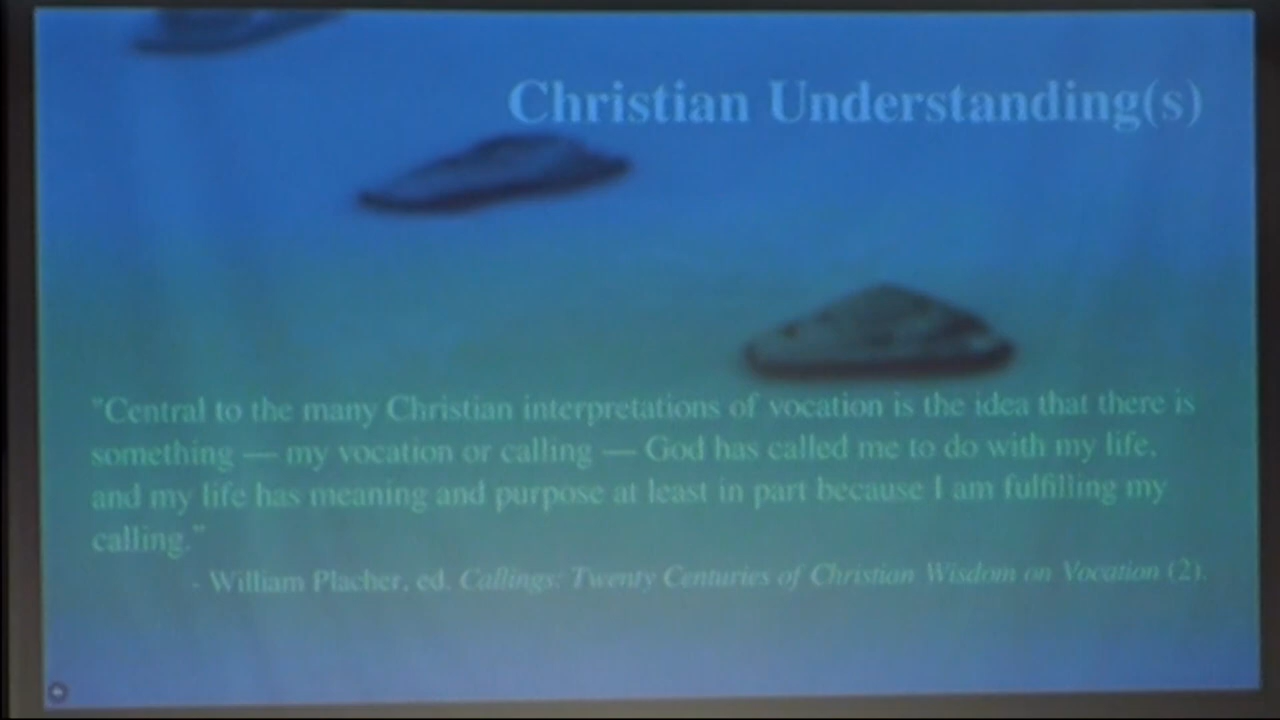 Christian Understanding(s)
"Central to the many Christian interpretations of vocation is the idea that there is
something — my vocation or calling — God has called me to do with my life,
and my life has meaning and purpose at least in part because I am fulfilling my
calling."
- William Placher, ed. Callings: Twenty Centuries of Christian Wisdom on Vocation (2).